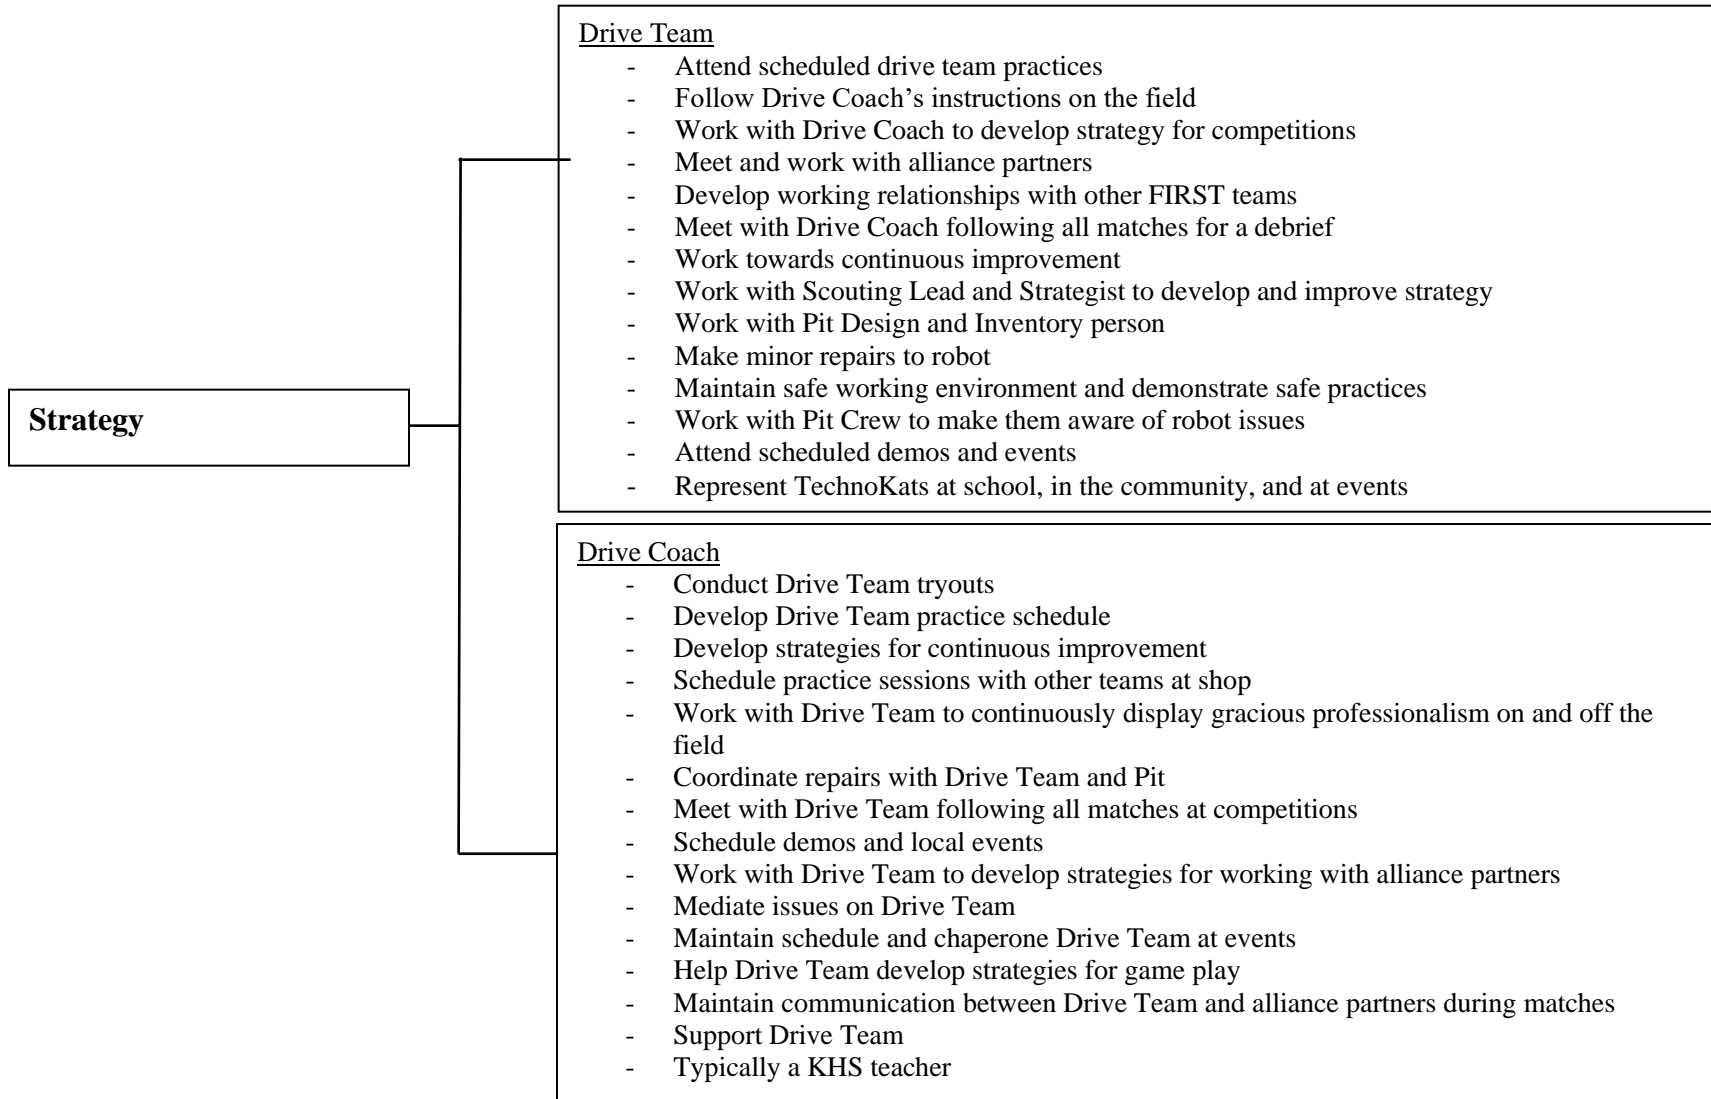 Drive Team
- Attend scheduled drive team practices
- Follow Drive Coach’s instructions on the field
- Work with Drive Coach to develop strategy for competitions
- Meet and work with alliance partners
- Develop working relationships with other FIRST teams
- Meet with Drive Coach following all matches for a debrief
- Work towards continuous improvement
- Work with Scouting Lead and Strategist to develop and improve strategy
- Work with Pit Design and Inventory person
- Make minor repairs to robot
- Maintain safe working environment and demonstrate safe practices
- Work with Pit Crew to make them aware of robot issues
- Attend scheduled demos and events
- Represent TechnoKats at school, in the community, and at events
Strategy
Drive Coach
- Conduct Drive Team tryouts
- Develop Drive Team practice schedule
- Develop strategies for continuous improvement
- Schedule practice sessions with other teams at shop
- Work with Drive Team to continuously display gracious professionalism on and off the
field
- Coordinate repairs with Drive Team and Pit
- Meet with Drive Team following all matches at competitions
- Schedule demos and local events
- Work with Drive Team to develop strategies for working with alliance partners
- Mediate issues on Drive Team
- Maintain schedule and chaperone Drive Team at events
- Help Drive Team develop strategies for game play
- Maintain communication between Drive Team and alliance partners during matches
- Support Drive Team
- Typically a KHS teacher